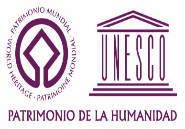 PATRIMONIO MUNDIAL • WORLD HERITAGE • PATRIMOINE MONDIAL •
UNESCO
PATRIMONIO DE LA HUMANIDAD